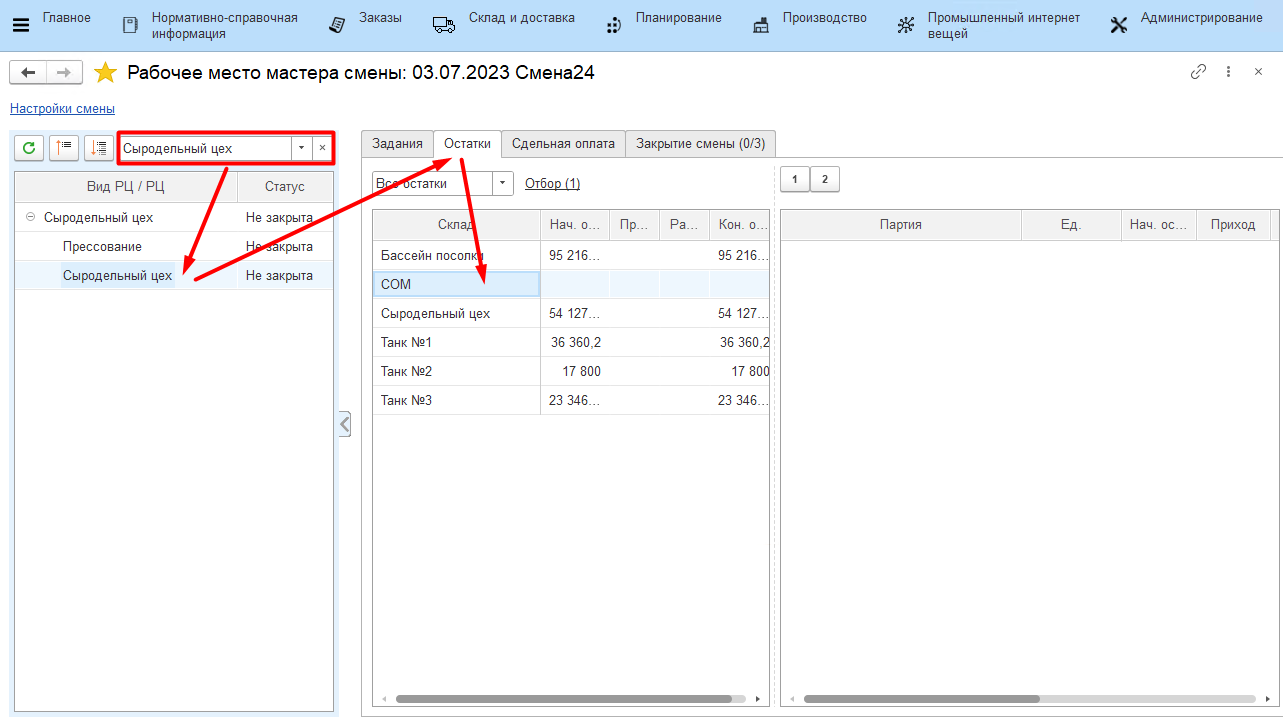 Главное
Нормативно-справочная
информация
Заказы
Склад и доставка
Планирование
Производство
Промышленный интернет
вещей
Администрирование
Рабочее место мастера смены: 03.07.2023 Смена24
Настройки смены
Сыродельный цех
Вид РЦ / РЦ Статус
Сыродельный цех Не закрыта
Прессование Не закрыта
Сыродельный цех Не закрыта
Задания Остатки Сдельная оплата Закрытие смены (0/3)
Все остатки Отбор (1)
Склад Нач. о... Пр... Ра... Кон. о...
Бассейн посолки 95 216... 95 216...
СОМ
Сыродельный цех 54 127... 54 127...
Танк №1 36 360,2 36 360,2
Танк №2 17 800 17 800
Танк №3 23 346... 23 346...
1 2
Партия Ед. Нач. ос... Приход